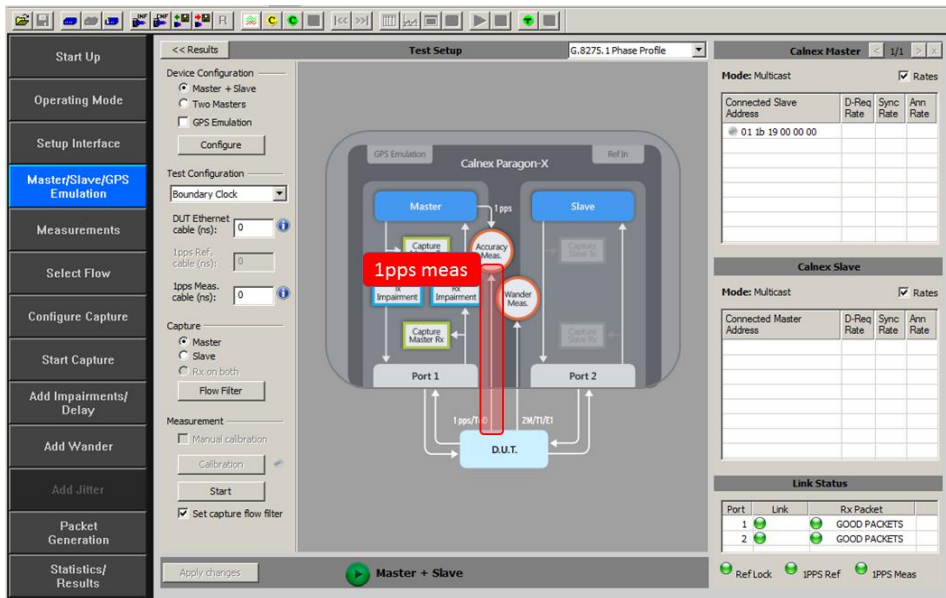 R
C
C
Start Up
Operating Mode
Setup Interface
Master/Slave/GPS
Emulation
Measurements
Select Flow
Configure Capture
Start Capture
Add Impairments/
Delay
Add Wander
Add Jitter
Packet
Generation
Statistics/
Results
<< Results
Test Setup
G.8275.1 Phase Profile
Device Configuration
Master + Slave
Two Masters
GPS Emulation
Configure
Test Configuration
Boundary Clock
DUT Ethernet
cable (ns): 0
1pps Ref.
cable (ns): 0
1pps Meas.
cable (ns): 0
Capture
Master
Slave
Rx on both
Flow Filter
Measurement
Manual calibration
Calibration
Start
Set capture flow filter
Apply changes
Master + Slave
GPS Emulation
Calnex Paragon-X
Ref In
Master
1 pps
Slave
Capture
Accuracy
Meas.
Capture
Slave Tx
1pps meas
Impairment
Rx
Impairment
Wander
Meas.
Capture
Master Rx
Capture
Slave Rx
Port 1
Port 2
1 pps/
2M/T1/E1
D.U.T.
Calnex Master < 1/1 > x
Mode: Multicast Rates
Connected Slave
Address
D-Req
Rate
Sync
Rate
Ann
Rate
01 1b 19 00 00 00
Calnex Slave
Mode: Multicast Rates
Connected Master
Address
D-Req
Rate
Sync
Rate
Ann
Rate
Link Status
Port Link Rx Packet
1 GOOD PACKETS
2 GOOD PACKETS
Ref Lock 1PPS Ref 1PPS Meas